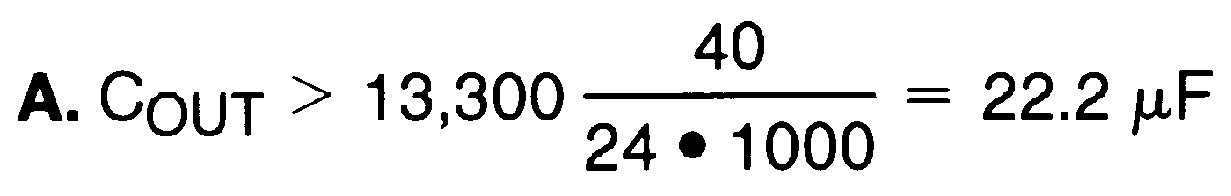 A. COUT > 13,300 40 / 24 • 1000 = 22.2 µF